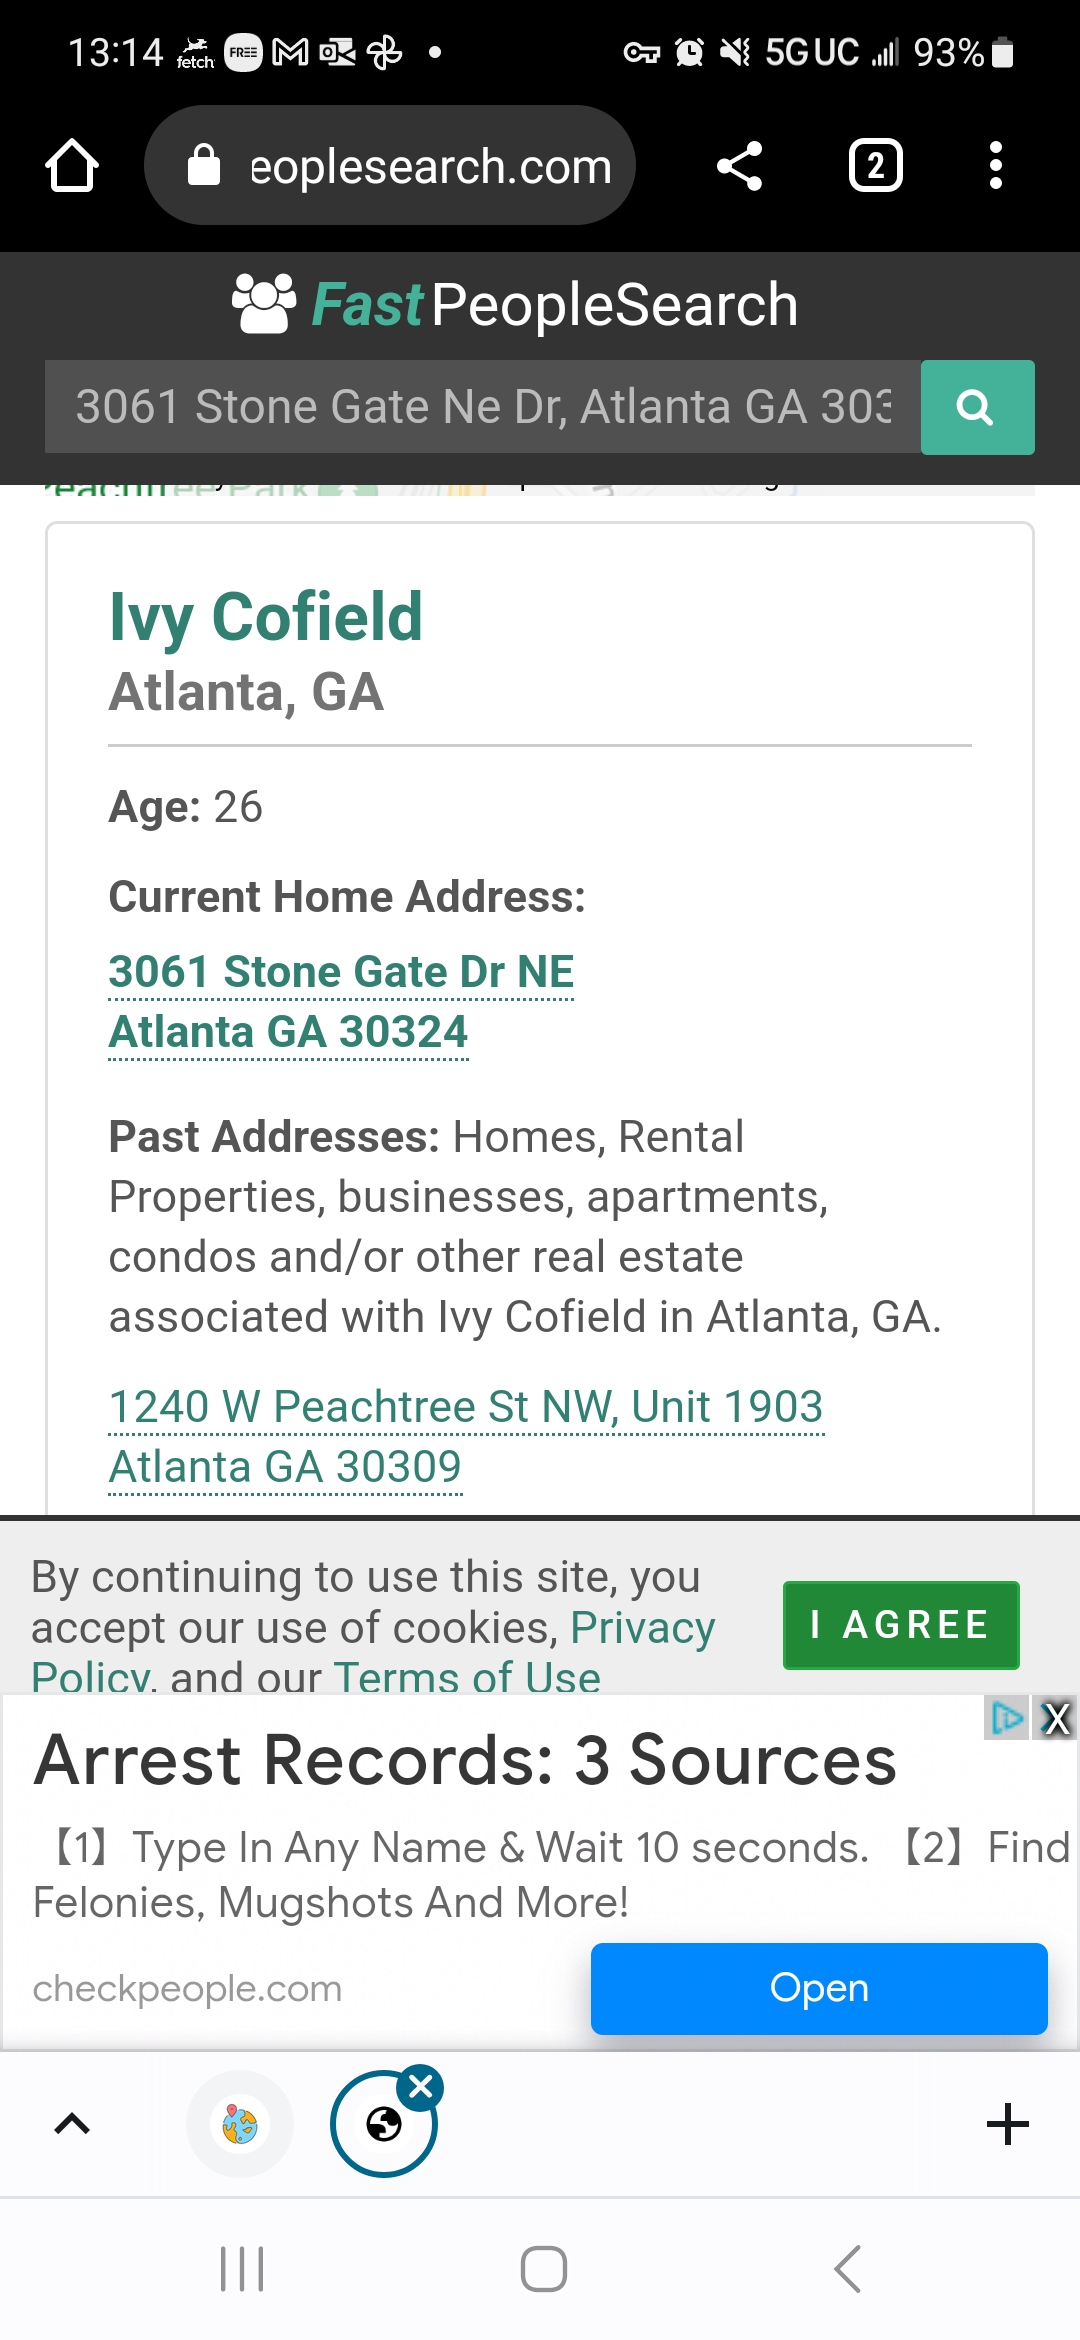 13:14 fetch FREE 5G UC 93%
eoplesearch.com 2
FastPeopleSearch
3061 Stone Gate Ne Dr, Atlanta GA 303
Ivy Cofield
Atlanta, GA
Age: 26
Current Home Address:
3061 Stone Gate Dr NE
Atlanta GA 30324
Past Addresses: Homes, Rental
Properties, businesses, apartments,
condos and/or other real estate
associated with Ivy Cofield in Atlanta, GA.
1240 W Peachtree St NW, Unit 1903
Atlanta GA 30309
By continuing to use this site, you
accept our use of cookies, Privacy
Policy, and our Terms of Use
I AGREE
Arrest Records: 3 Sources
【1】 Type In Any Name & Wait 10 seconds. 【2】 Find
Felonies, Mugshots And More!
checkpeople.com
Open